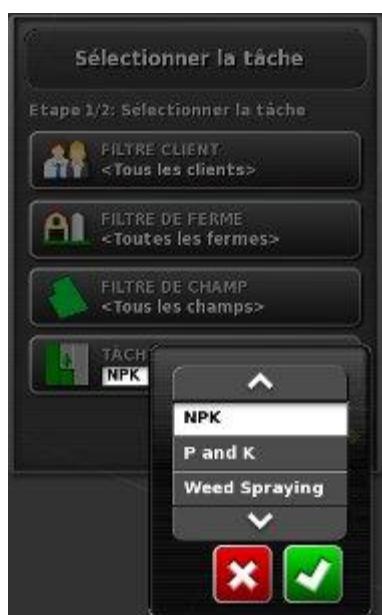 Sélectionner la tâche
Etape 1/2: Sélectionner la tâche
FILTRE CLIENT
<Tous les clients>
FILTRE DE FERME
<Toutes les fermes>
FILTRE DE CHAMP
<Tous les champs>
TÂCH
NPK
NPK
P and K
Weed Spraying